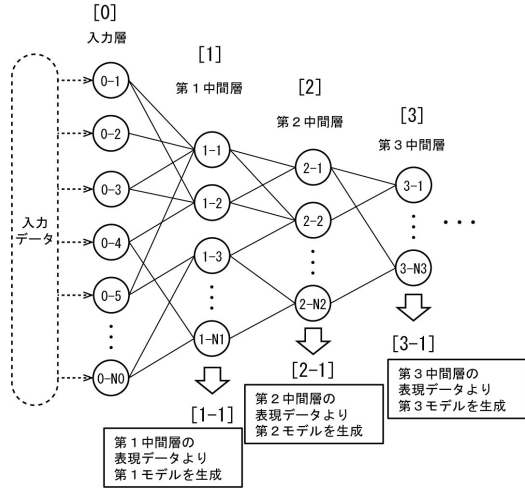 [0]
入力層
[1]
第1中間層
[2]
第2中間層
[3]
第3中間層
入力
データ
0-1
0-2
0-3
0-4
0-5
0-N0
1-1
1-2
1-3
1-N1
2-1
2-2
2-N2
3-1
3-N3
[1-1]
第1中間層の
表現データより
第1モデルを生成
[2-1]
第2中間層の
表現データより
第2モデルを生成
[3-1]
第3中間層の
表現データより
第3モデルを生成